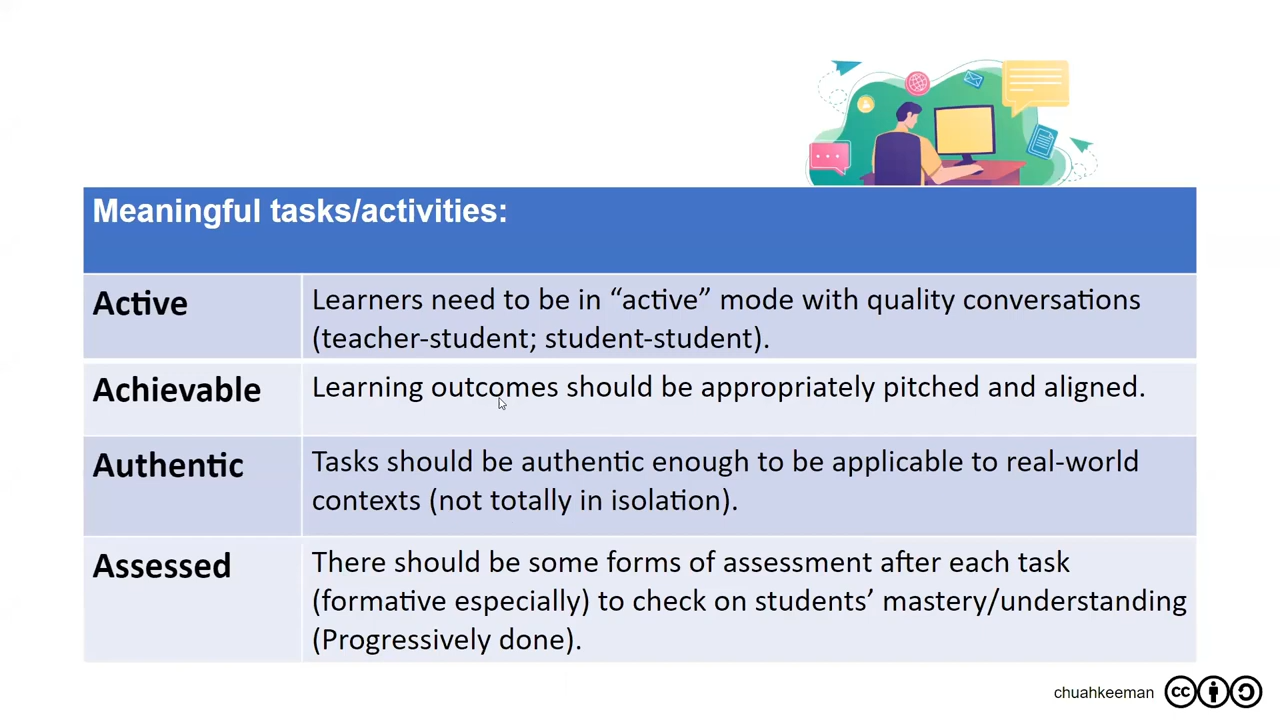 Meaningful tasks/activities:
Active
Learners need to be in “active” mode with quality conversations
(teacher-student; student-student).
Achievable
Learning outcomes should be appropriately pitched and aligned.
Authentic
Tasks should be authentic enough to be applicable to real-world
contexts (not totally in isolation).
Assessed
There should be some forms of assessment after each task
(formative especially) to check on students’ mastery/understanding
(Progressively done).
chuahkeeman
cc